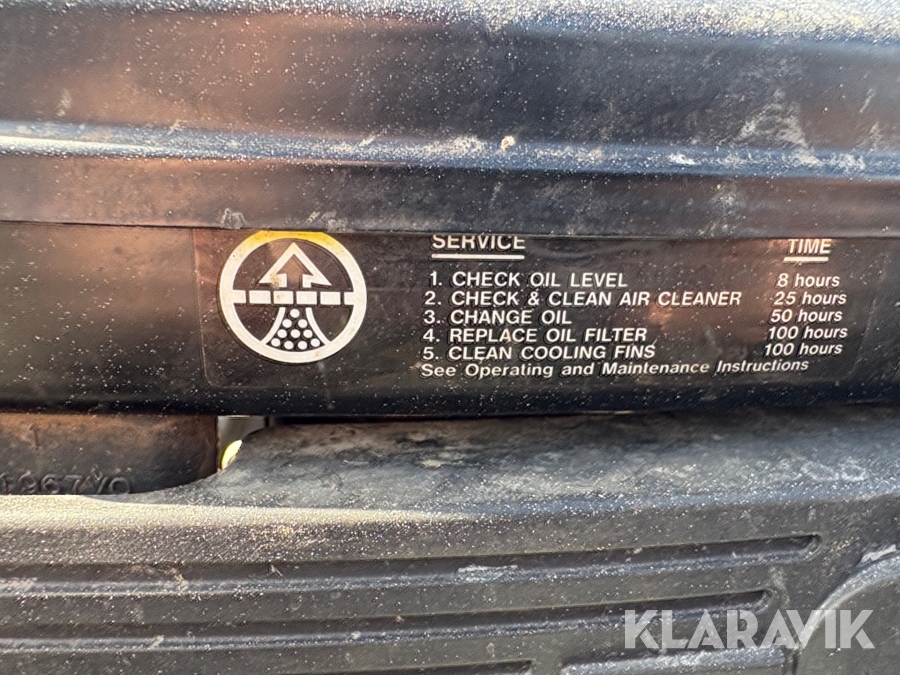 SERVICE TIME
1. CHECK OIL LEVEL 8 hours
2. CHECK & CLEAN AIR CLEANER 25 hours
3. CHANGE OIL 50 hours
4. REPLACE OIL FILTER 100 hours
5. CLEAN COOLING FINS 100 hours
See Operating and Maintenance Instructions
KLARAVIK